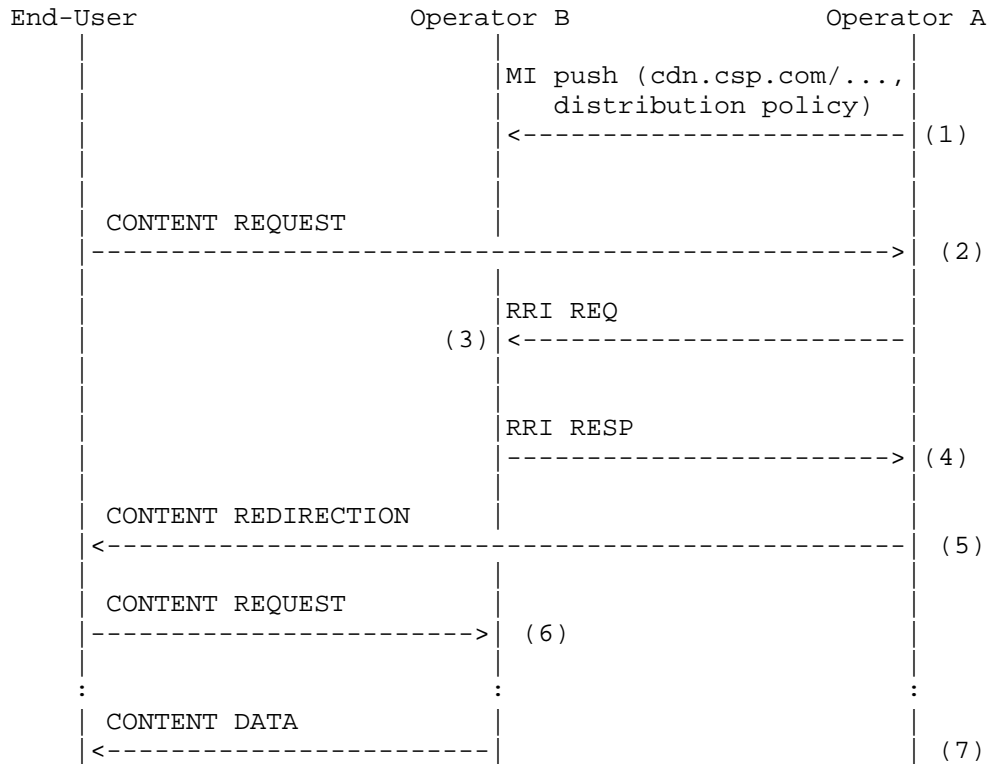 End-User Operator B Operator A
MI push (cdn.csp.com/...,
distribution policy)
(1)
CONTENT REQUEST
(2)
RRI REQ
(3)
RRI RESP
(4)
CONTENT REDIRECTION
(5)
CONTENT REQUEST
(6)
: : :
CONTENT DATA
(7)